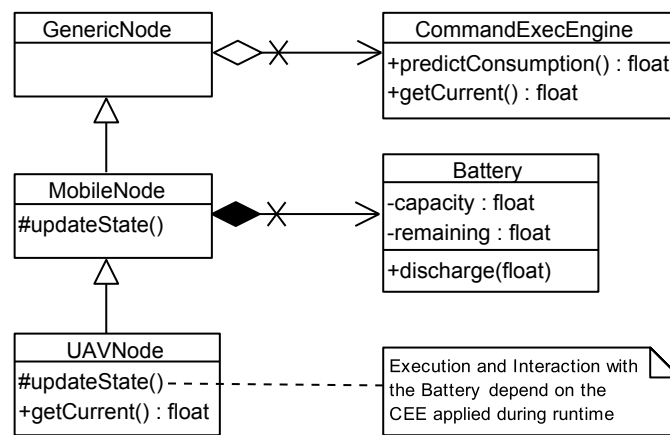 GenericNode
CommandExecEngine
+predictConsumption() : float
+getCurrent() : float
MobileNode
#updateState()
Battery
-capacity : float
-remaining : float
+discharge(float)
UAVNode
#updateState()
+getCurrent() : float
Execution and Interaction with
the Battery depend on the
CEE applied during runtime